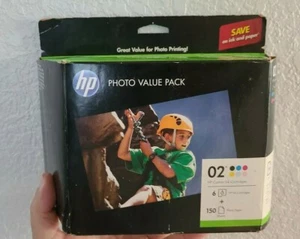 Great Value for Photo Printing!
SAVE
on ink and paper*
hp
PHOTO VALUE PACK
02
6
+
150